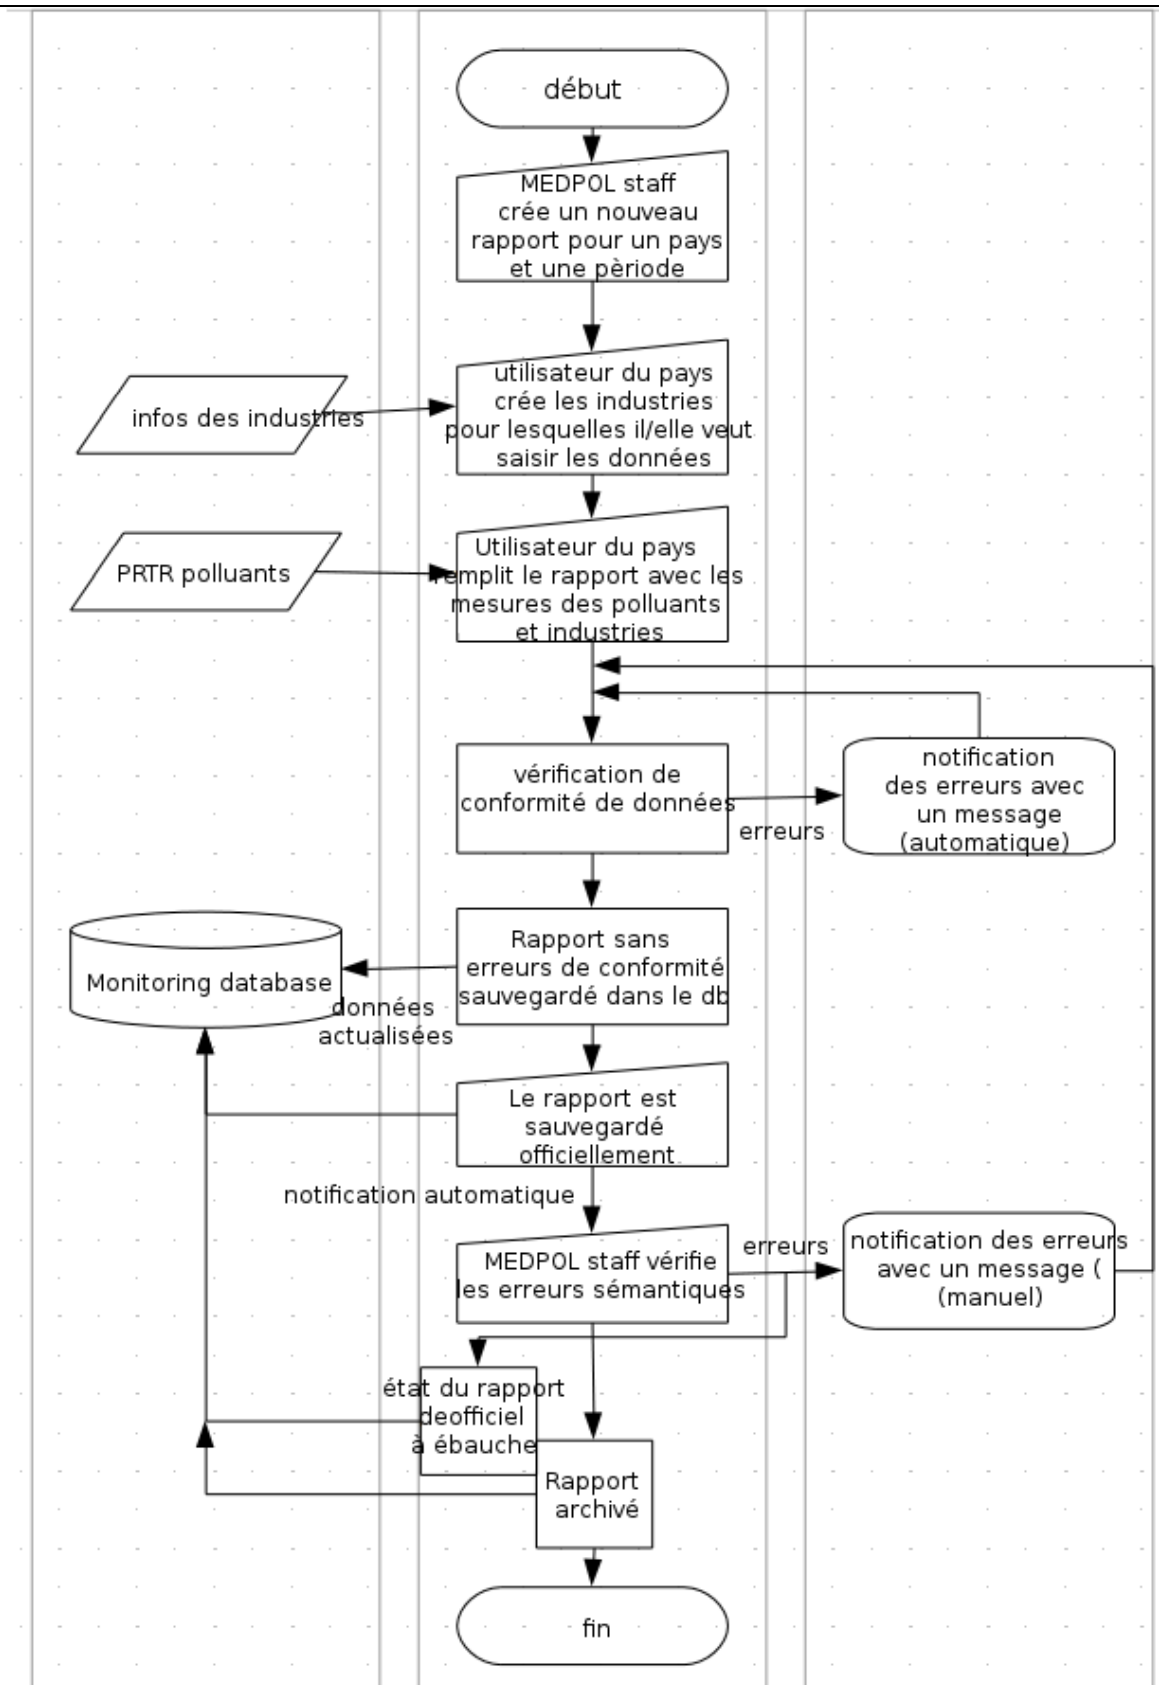 début
MEDPOL staff
crée un nouveau
rapport pour un pays
et une pèriode
infos des industries
utilisateur du pays
crée les industries
pour lesquelles il/elle veut
saisir les données
PRTR polluants
Utilisateur du pays
remplit le rapport avec les
mesures des polluants
et industries
vérification de
conformité de données
erreurs
notification
des erreurs avec
un message
(automatique)
Monitoring database
Rapport sans
erreurs de conformité
sauvegardé dans le db
données
actualisées
Le rapport est
sauvegardé
officiellement
notification automatique
MEDPOL staff vérifie
les erreurs sémantiques
erreurs
notification des erreurs
avec un message (
(manuel)
état du rapport
deofficiel
à ébauche
Rapport
archivé
fin